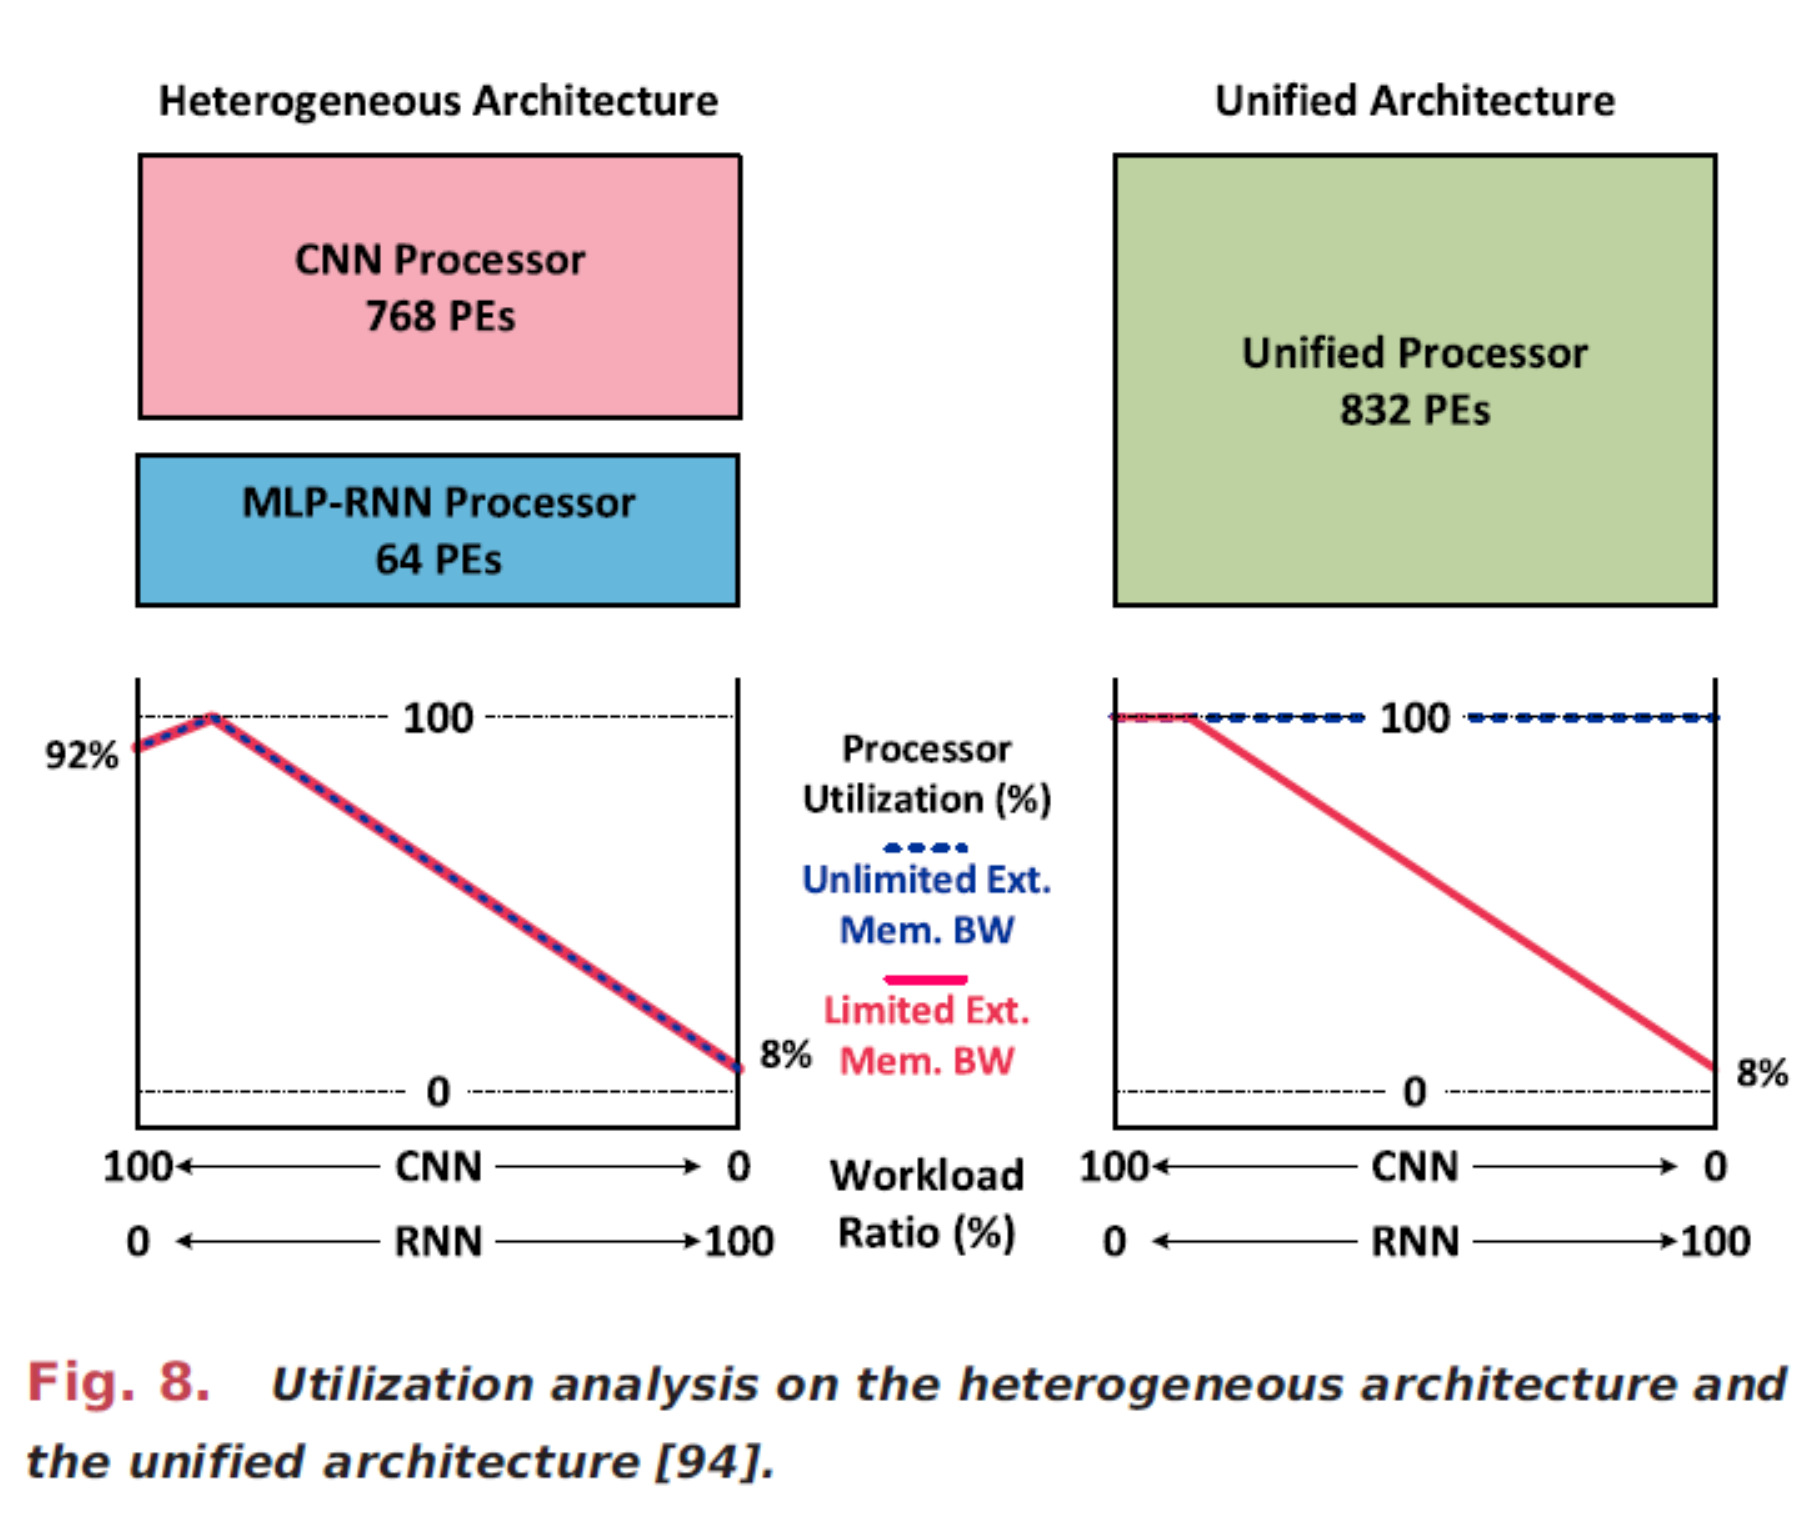 Heterogeneous Architecture
CNN Processor
768 PEs
MLP-RNN Processor
64 PEs
100
92%
8%
0
100 CNN 0
0 RNN 100
Processor
Utilization (%)
Unlimited Ext.
Mem. BW
Limited Ext.
Mem. BW
Workload
Ratio (%)
Unified Architecture
Unified Processor
832 PEs
100
8%
0
100 CNN 0
0 RNN 100
Fig. 8. Utilization analysis on the heterogeneous architecture and
the unified architecture [94].